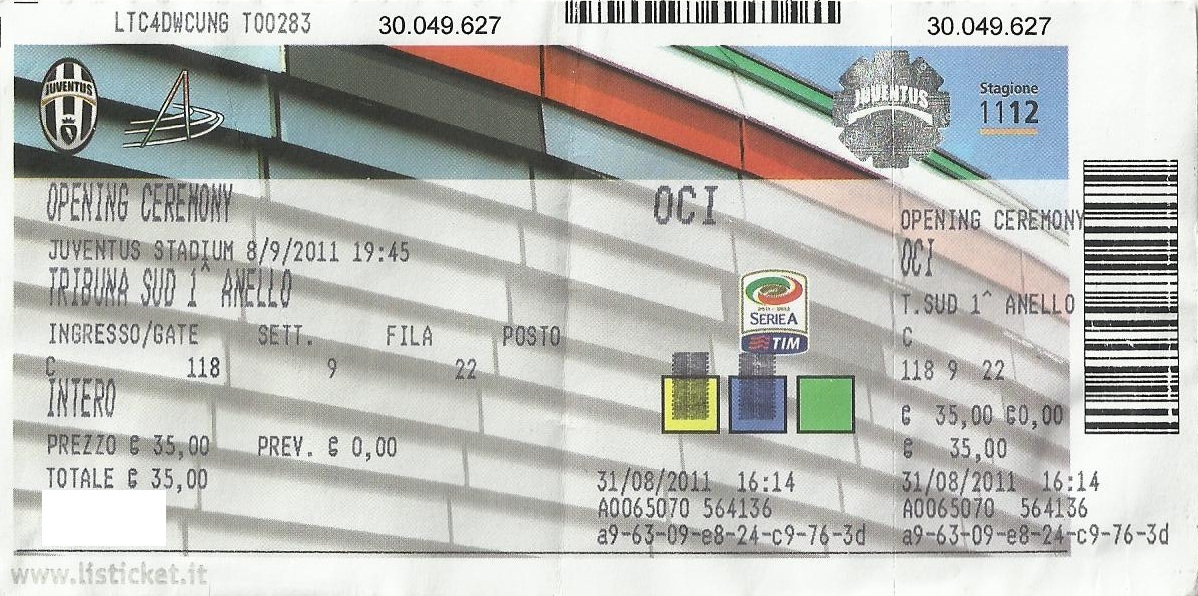 LTC4DWCUNG T00283
30.049.627
30.049.627
JUVENTUS
JUVENTUS
Stagione
1112
OPENING CEREMONY
JUVENTUS STADIUM 8/9/2011 19:45
TRIBUNA SUD 1^ ANELLO
INGRESSO/GATE SETT. FILA POSTO
C 118 9 22
INTERO
PREZZO € 35,00 PREV. € 0,00
TOTALE € 35,00
OCI
SERIE A
TIM
31/08/2011 16:14
A0065070 564136
a9-63-09-e8-24-c9-76-3d
OPENING CEREMONY
OCI
T.SUD 1^ ANELLO
C
118 9 22
€ 35,00 €0,00
€ 35,00
31/08/2011 16:14
A0065070 564136
a9-63-09-e8-24-c9-76-3d
www.listicket.it